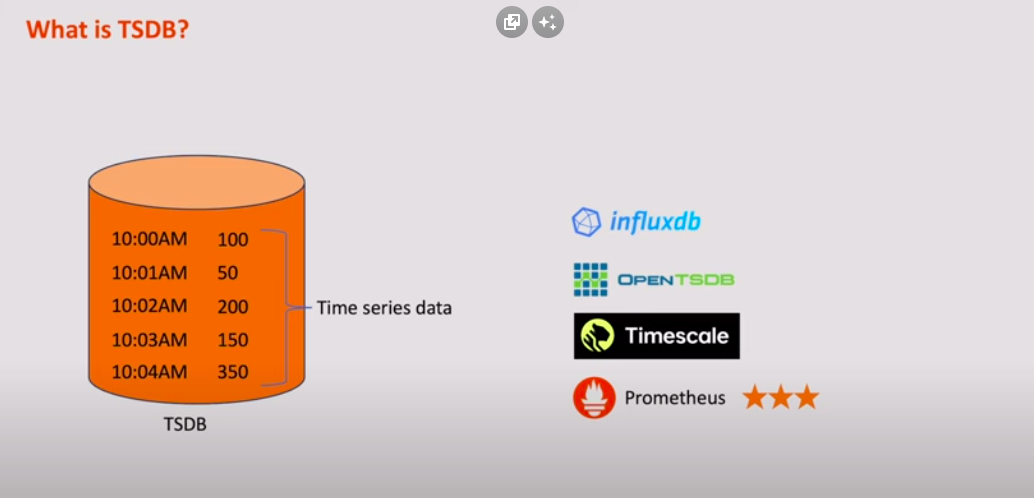 What is TSDB?
10:00AM 100
10:01AM 50
10:02AM 200
10:03AM 150
10:04AM 350
Time series data
TSDB
influxdb
OPENTSDB
Timescale
Prometheus